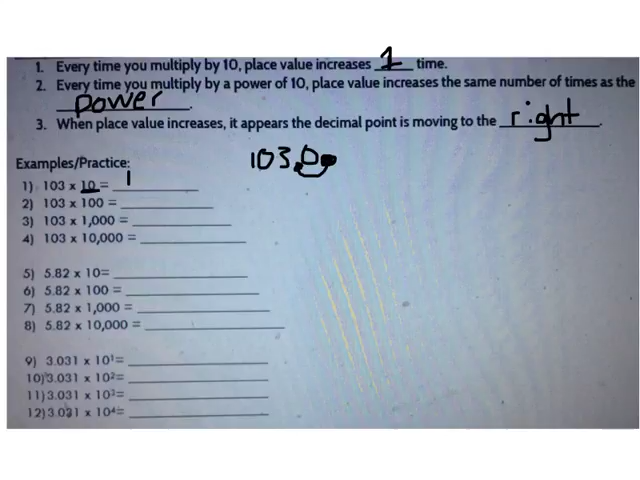 1. Every time you multiply by 10, place value increases 1 time.
2. Every time you multiply by a power of 10, place value increases the same number of times as the
power.
3. When place value increases, it appears the decimal point is moving to the right.
Examples/Practice:
103.0.
1) 103 x 10 = 1
2) 103 x 100 =
3) 103 x 1,000 =
4) 103 x 10,000 =
5) 5.82 x 10=
6) 5.82 x 100 =
7) 5.82 x 1,000 =
8) 5.82 x 10,000 =
9) 3.031 x 10¹=
10)3.031 x 10²=
11)3.031 x 10³=
12)3.031 x 10⁴=